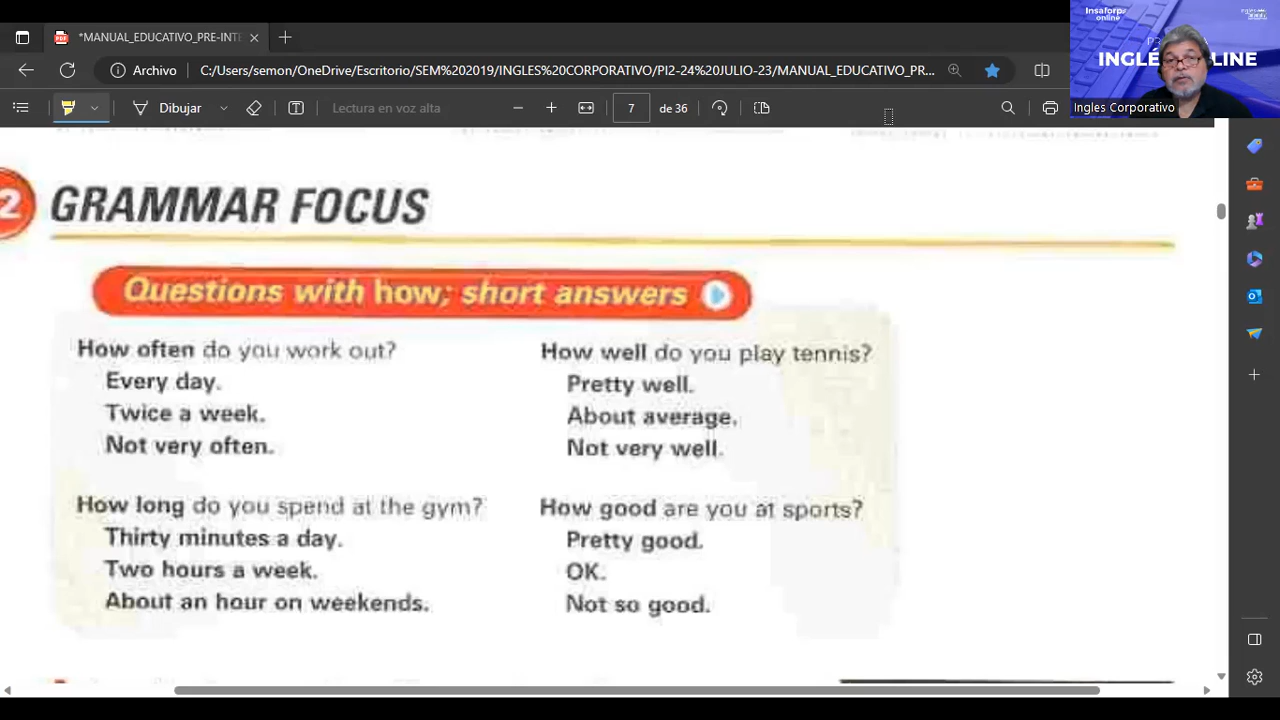 *MANUAL_EDUCATIVO_PRE-INTE
Archivo
C:/Users/semon/OneDrive/Escritorio/SEM%2019/INGLES%20CORPORATIVO/PI2-24%20JULIO-23/MANUAL_EDUCATIVO_PR...
Dibujar
Lectura en voz alta
7
de 36
Insaforp
online
INGLÉ
LINE
Ingles Corporativo
2 GRAMMAR FOCUS
Questions with how; short answers
How often do you work out?
Every day.
Twice a week.
Not very often.
How long do you spend at the gym?
Thirty minutes a day.
Two hours a week.
About an hour on weekends.
How well do you play tennis?
Pretty well.
About average.
Not very well.
How good are you at sports?
Pretty good.
OK.
Not so good.